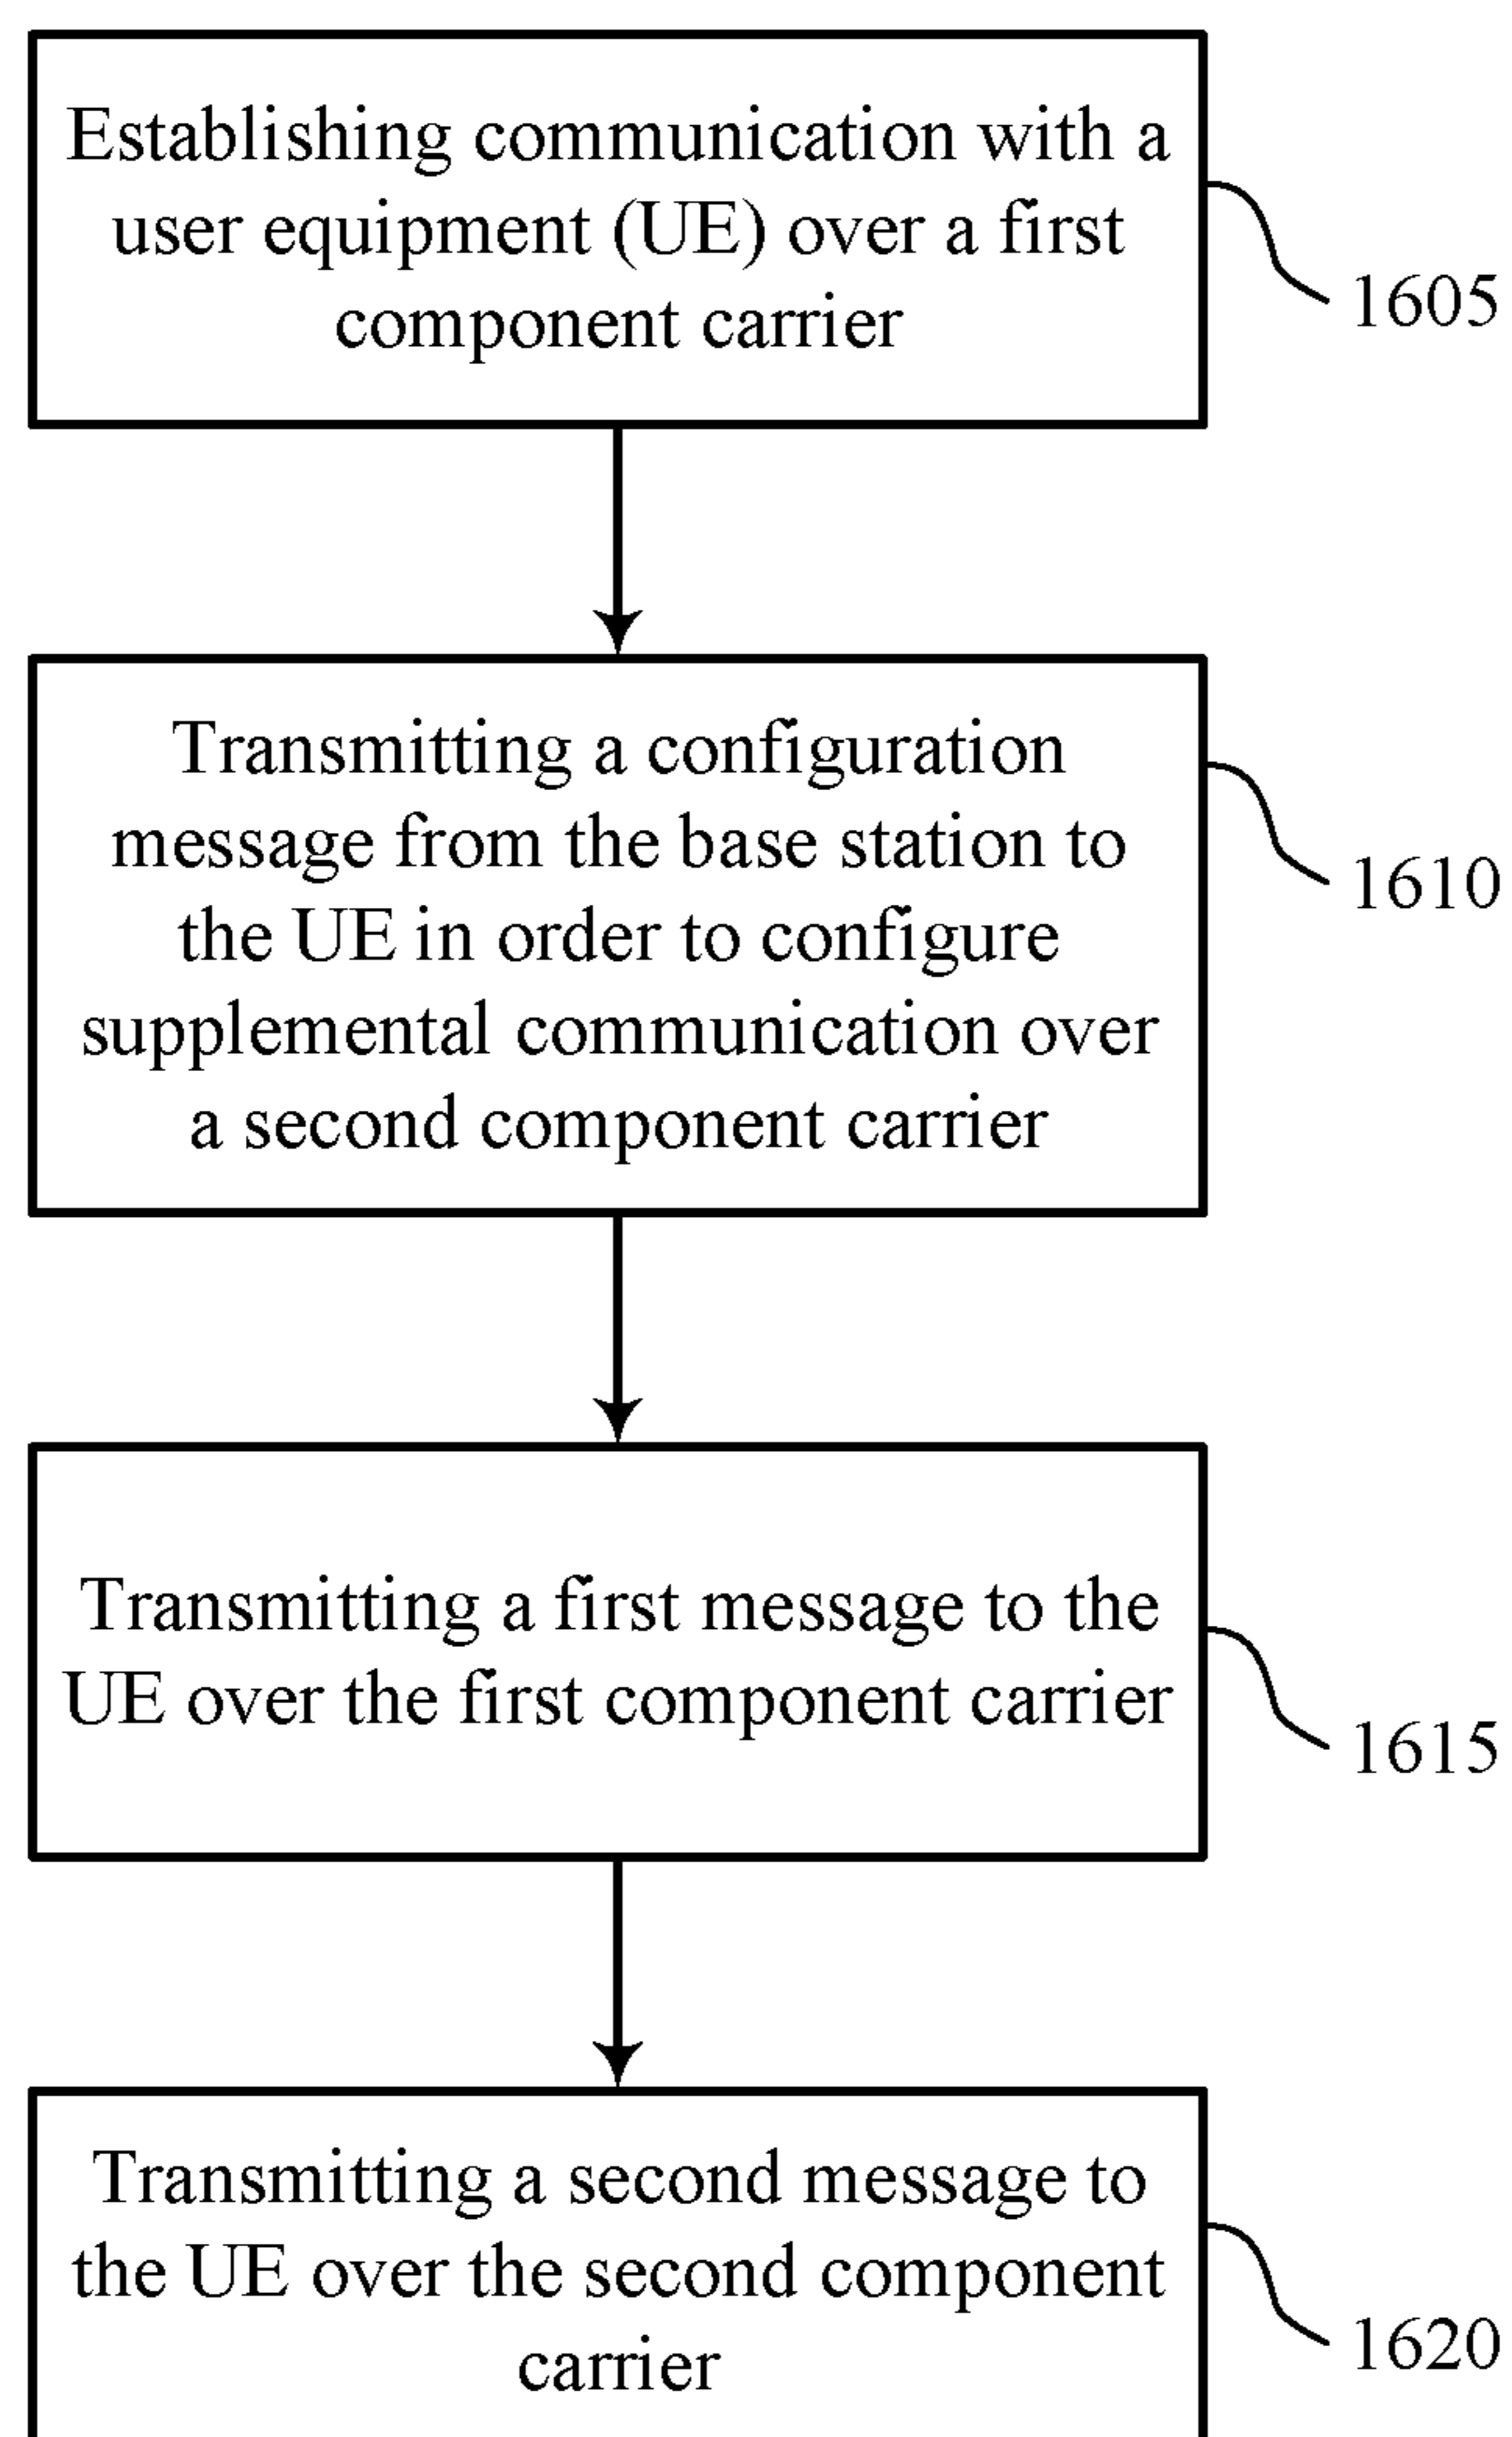 Establishing communication with a
user equipment (UE) over a first
component carrier
1605
Transmitting a configuration
message from the base station to
the UE in order to configure
supplemental communication over
a second component carrier
1610
Transmitting a first message to the
UE over the first component carrier
1615
Transmitting a second message to
the UE over the second component
carrier
1620